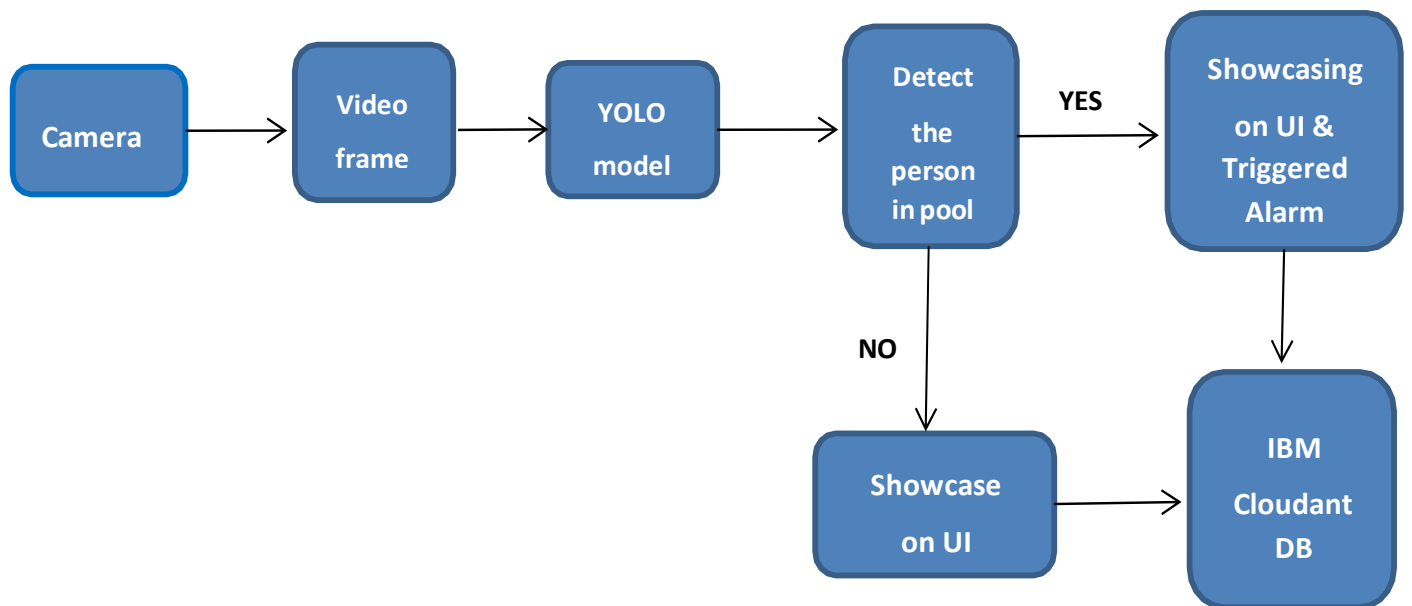 Camera
Video
frame
YOLO
model
Detect
the
person
in pool
YES
Showcasing
on UI &
Triggered
Alarm
NO
Showcase
on UI
IBM
Cloudant
DB